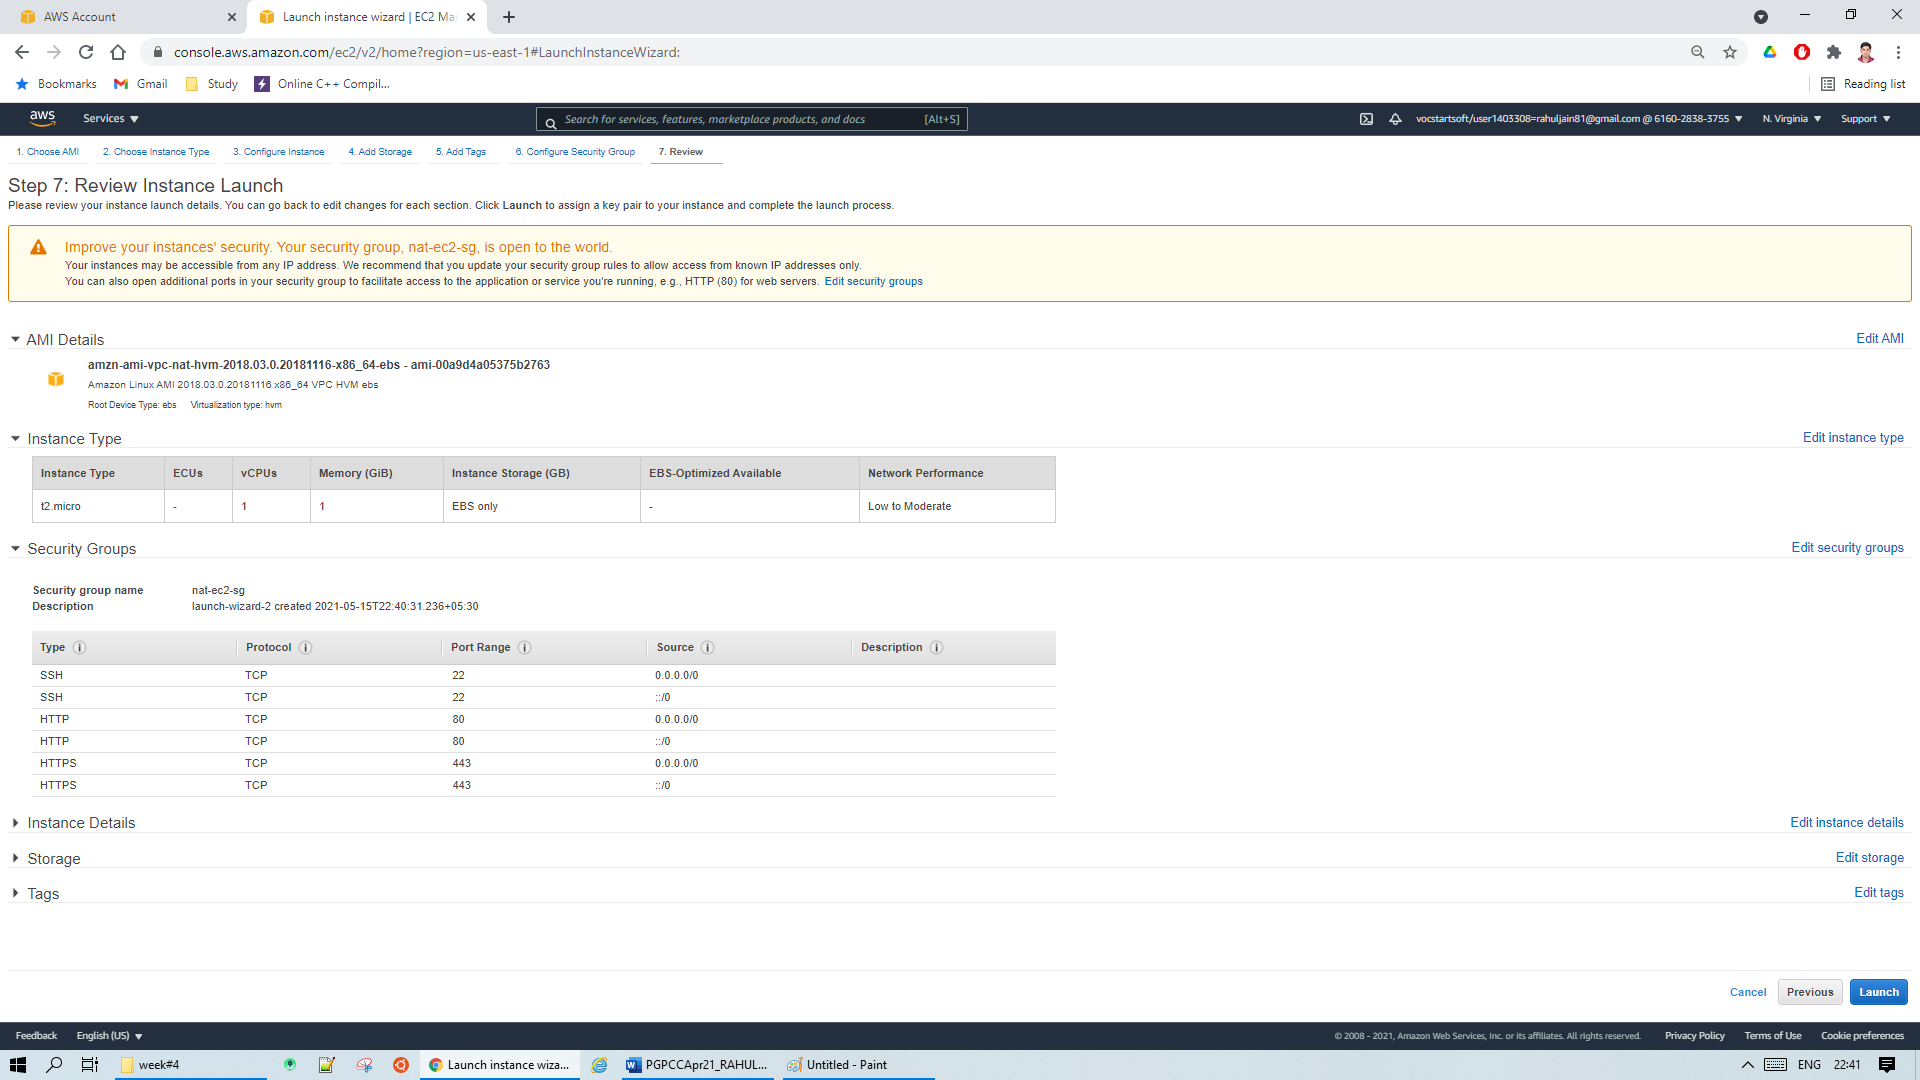 AWS Account
Launch instance wizard | EC2 Ma
console.aws.amazon.com/ec2/v2/home?region=us-east-1#LaunchInstanceWizard:
Bookmarks Gmail Study Online C++ Compil... Reading list
aws Services Search for services, features, marketplace products, and docs [Alt+S] vocstartsoft/user1403308=rahuljain81@gmail.com @ 6160-2838-3755 N. Virginia Support
1. Choose AMI 2. Choose Instance Type 3. Configure Instance 4. Add Storage 5. Add Tags 6. Configure Security Group 7. Review
Step 7: Review Instance Launch
Please review your instance launch details. You can go back to edit changes for each section. Click Launch to assign a key pair to your instance and complete the launch process.
Improve your instances' security. Your security group, nat-ec2-sg, is open to the world.
Your instances may be accessible from any IP address. We recommend that you update your security group rules to allow access from known IP addresses only.
You can also open additional ports in your security group to facilitate access to the application or service you're running, e.g., HTTP (80) for web servers. Edit security groups
AMI Details Edit AMI
amzn-ami-vpc-nat-hvm-2018.03.0.20181116-x86_64-ebs - ami-00a9d4a05375b2763
Amazon Linux AMI 2018.03.0.20181116 x86_64 VPC HVM ebs
Root Device Type: ebs Virtualization type: hvm
Instance Type Edit instance type
Instance Type ECUs vCPUs Memory (GiB) Instance Storage (GB) EBS-Optimized Available Network Performance
t2.micro - 1 1 EBS only - Low to Moderate
Security Groups Edit security groups
Security group name nat-ec2-sg
Description launch-wizard-2 created 2021-05-15T22:40:31.236+05:30
Type Protocol Port Range Source Description
SSH TCP 22 0.0.0.0/0
SSH TCP 22 ::/0
HTTP TCP 80 0.0.0.0/0
HTTP TCP 80 ::/0
HTTPS TCP 443 0.0.0.0/0
HTTPS TCP 443 ::/0
Instance Details Edit instance details
Storage Edit storage
Tags Edit tags
Cancel Previous Launch
Feedback English (US) © 2008 - 2021, Amazon Web Services, Inc. or its affiliates. All rights reserved. Privacy Policy Terms of Use Cookie preferences
week#4 Launch instance wiza... PGPCCApr21_RAHUL... Untitled - Paint ENG 22:41